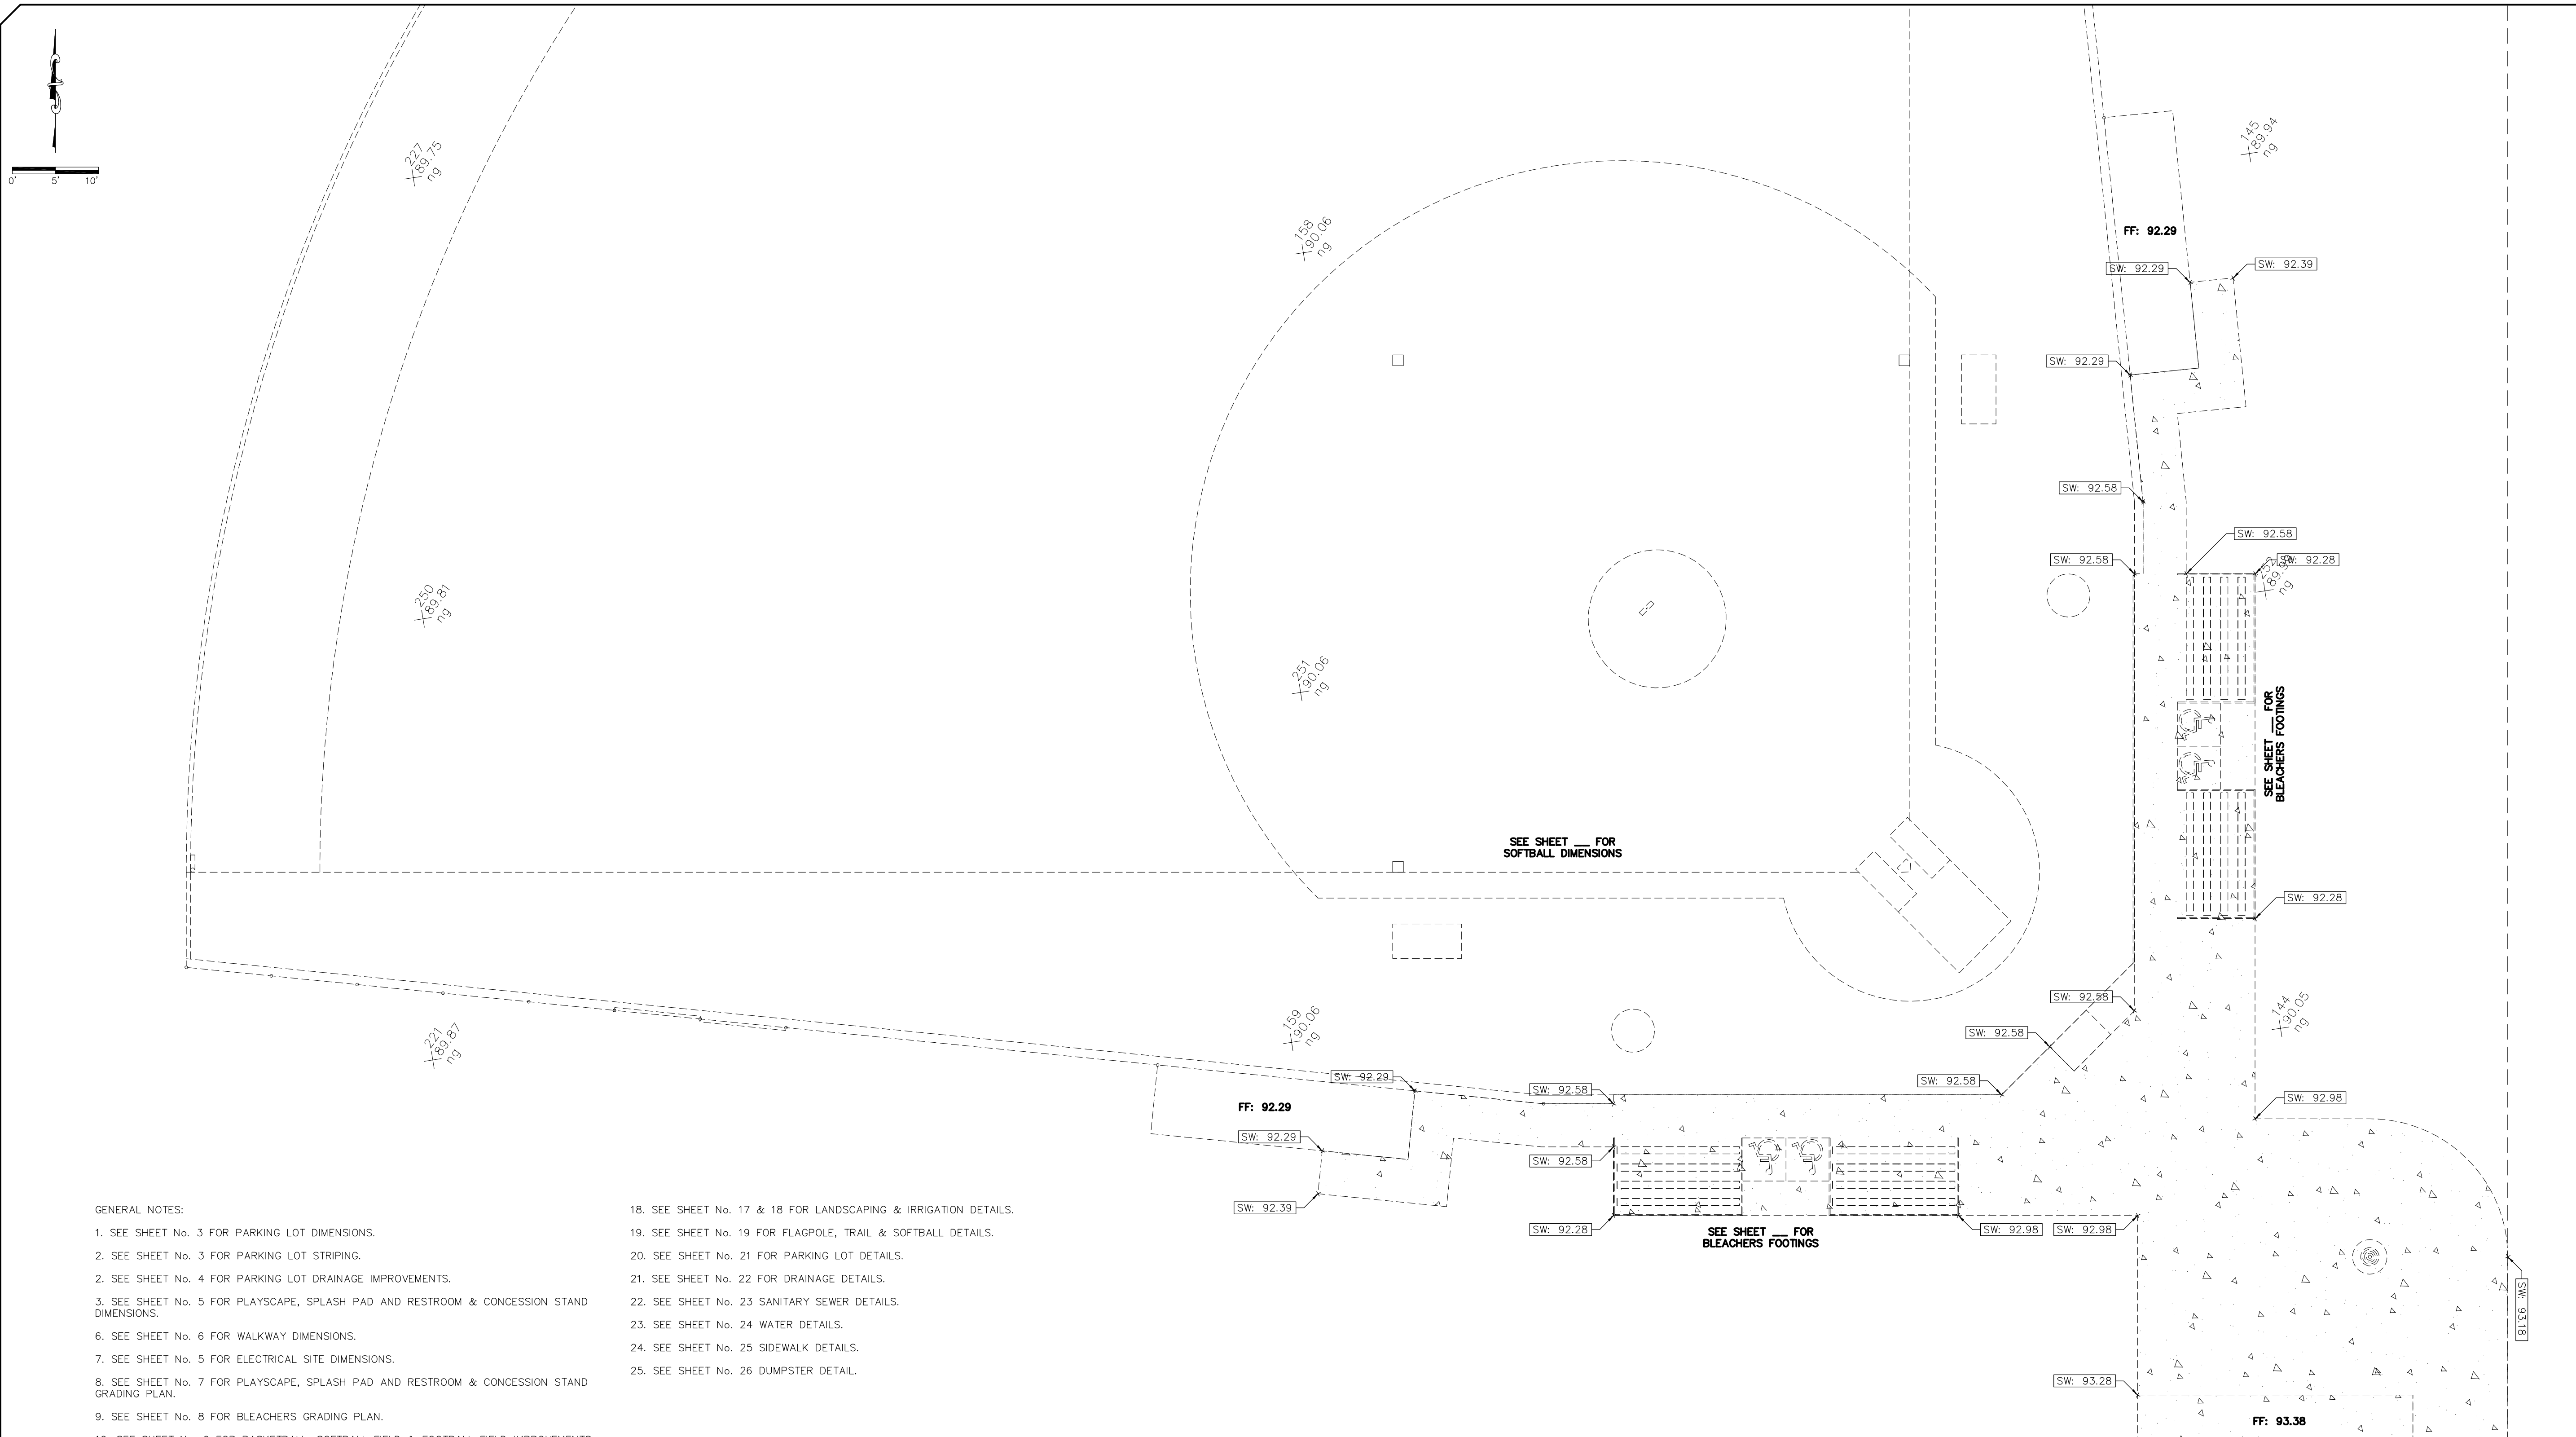 0' 5' 10'
227
89.75
ng
158
90.06
ng
145
89.94
ng
FF: 92.29
SW: 92.29
SW: 92.39
SW: 92.29
SW: 92.58
SW: 92.58
SW: 92.58
SW: 92.28
252
ng
250
89.81
ng
251
90.06
ng
SEE SHEET __ FOR
BLEACHERS FOOTINGS
SEE SHEET __ FOR
SOFTBALL DIMENSIONS
SW: 92.28
SW: 92.58
SW: 92.58
144
90.05
ng
221
89.87
ng
159
90.06
ng
SW: 92.29
SW: 92.58
SW: 92.58
SW: 92.98
FF: 92.29
SW: 92.29
SW: 92.58
SW: 92.39
SW: 92.28
SEE SHEET __ FOR
BLEACHERS FOOTINGS
SW: 92.98
SW: 92.98
SW: 93.18
SW: 93.28
FF: 93.38
GENERAL NOTES:
1. SEE SHEET No. 3 FOR PARKING LOT DIMENSIONS.
2. SEE SHEET No. 3 FOR PARKING LOT STRIPING.
2. SEE SHEET No. 4 FOR PARKING LOT DRAINAGE IMPROVEMENTS.
3. SEE SHEET No. 5 FOR PLAYSCAPE, SPLASH PAD AND RESTROOM & CONCESSION STAND
DIMENSIONS.
6. SEE SHEET No. 6 FOR WALKWAY DIMENSIONS.
7. SEE SHEET No. 5 FOR ELECTRICAL SITE DIMENSIONS.
8. SEE SHEET No. 7 FOR PLAYSCAPE, SPLASH PAD AND RESTROOM & CONCESSION STAND
GRADING PLAN.
9. SEE SHEET No. 8 FOR BLEACHERS GRADING PLAN.
18. SEE SHEET No. 17 & 18 FOR LANDSCAPING & IRRIGATION DETAILS.
19. SEE SHEET No. 19 FOR FLAGPOLE, TRAIL & SOFTBALL DETAILS.
20. SEE SHEET No. 21 FOR PARKING LOT DETAILS.
21. SEE SHEET No. 22 FOR DRAINAGE DETAILS.
22. SEE SHEET No. 23 SANITARY SEWER DETAILS.
23. SEE SHEET No. 24 WATER DETAILS.
24. SEE SHEET No. 25 SIDEWALK DETAILS.
25. SEE SHEET No. 26 DUMPSTER DETAIL.